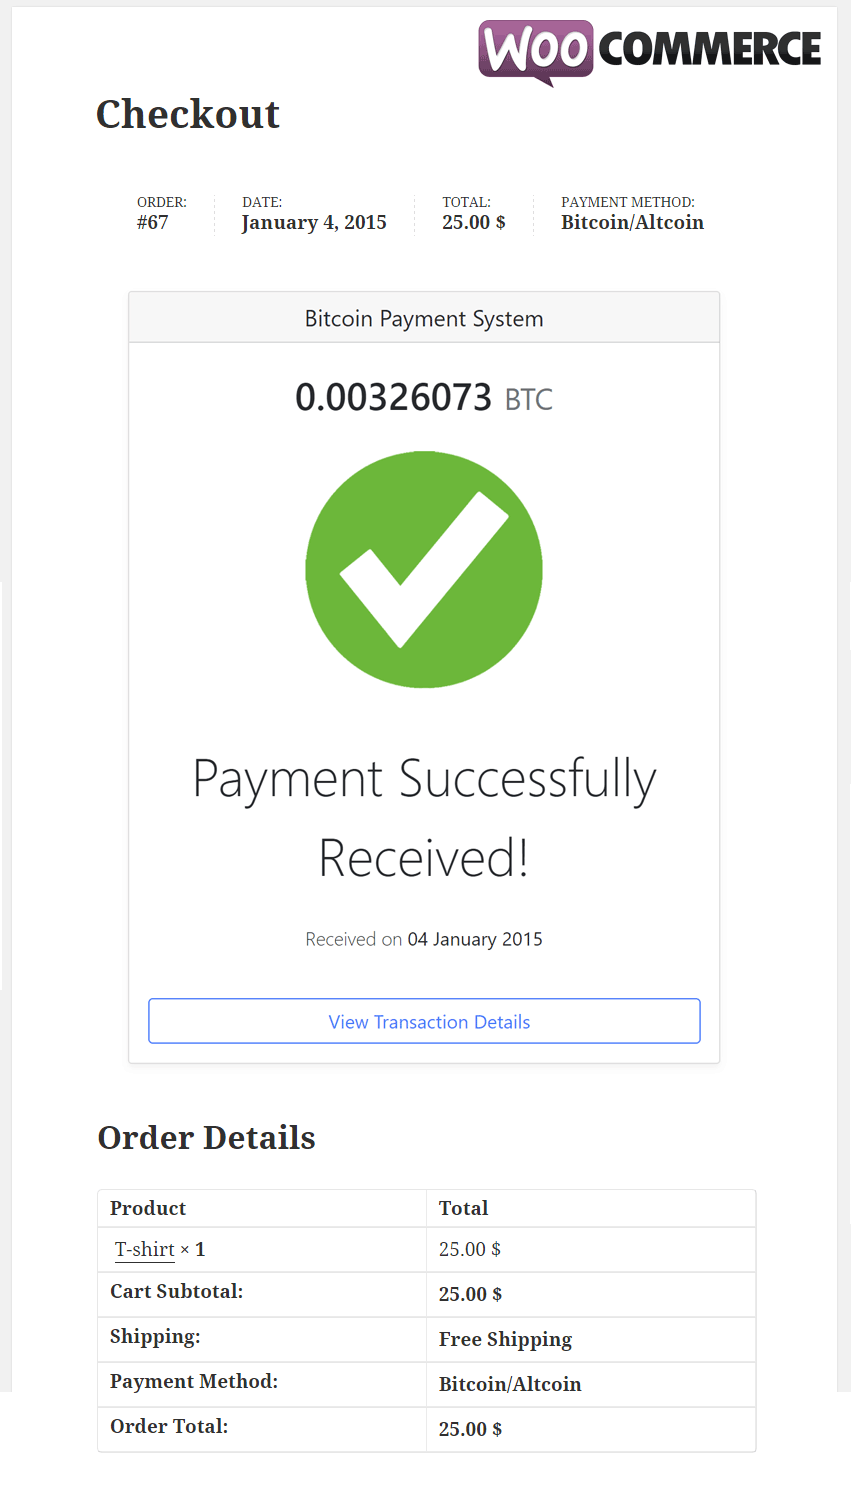 WOO COMMERCE
Checkout
ORDER: DATE: TOTAL: PAYMENT METHOD:
#67 January 4, 2015 25.00 $ Bitcoin/Altcoin
Bitcoin Payment System
0.00326073 BTC
Payment Successfully
Received!
Received on 04 January 2015
View Transaction Details
Order Details
Product Total
T-shirt × 1 25.00 $
Cart Subtotal: 25.00 $
Shipping: Free Shipping
Payment Method: Bitcoin/Altcoin
Order Total: 25.00 $